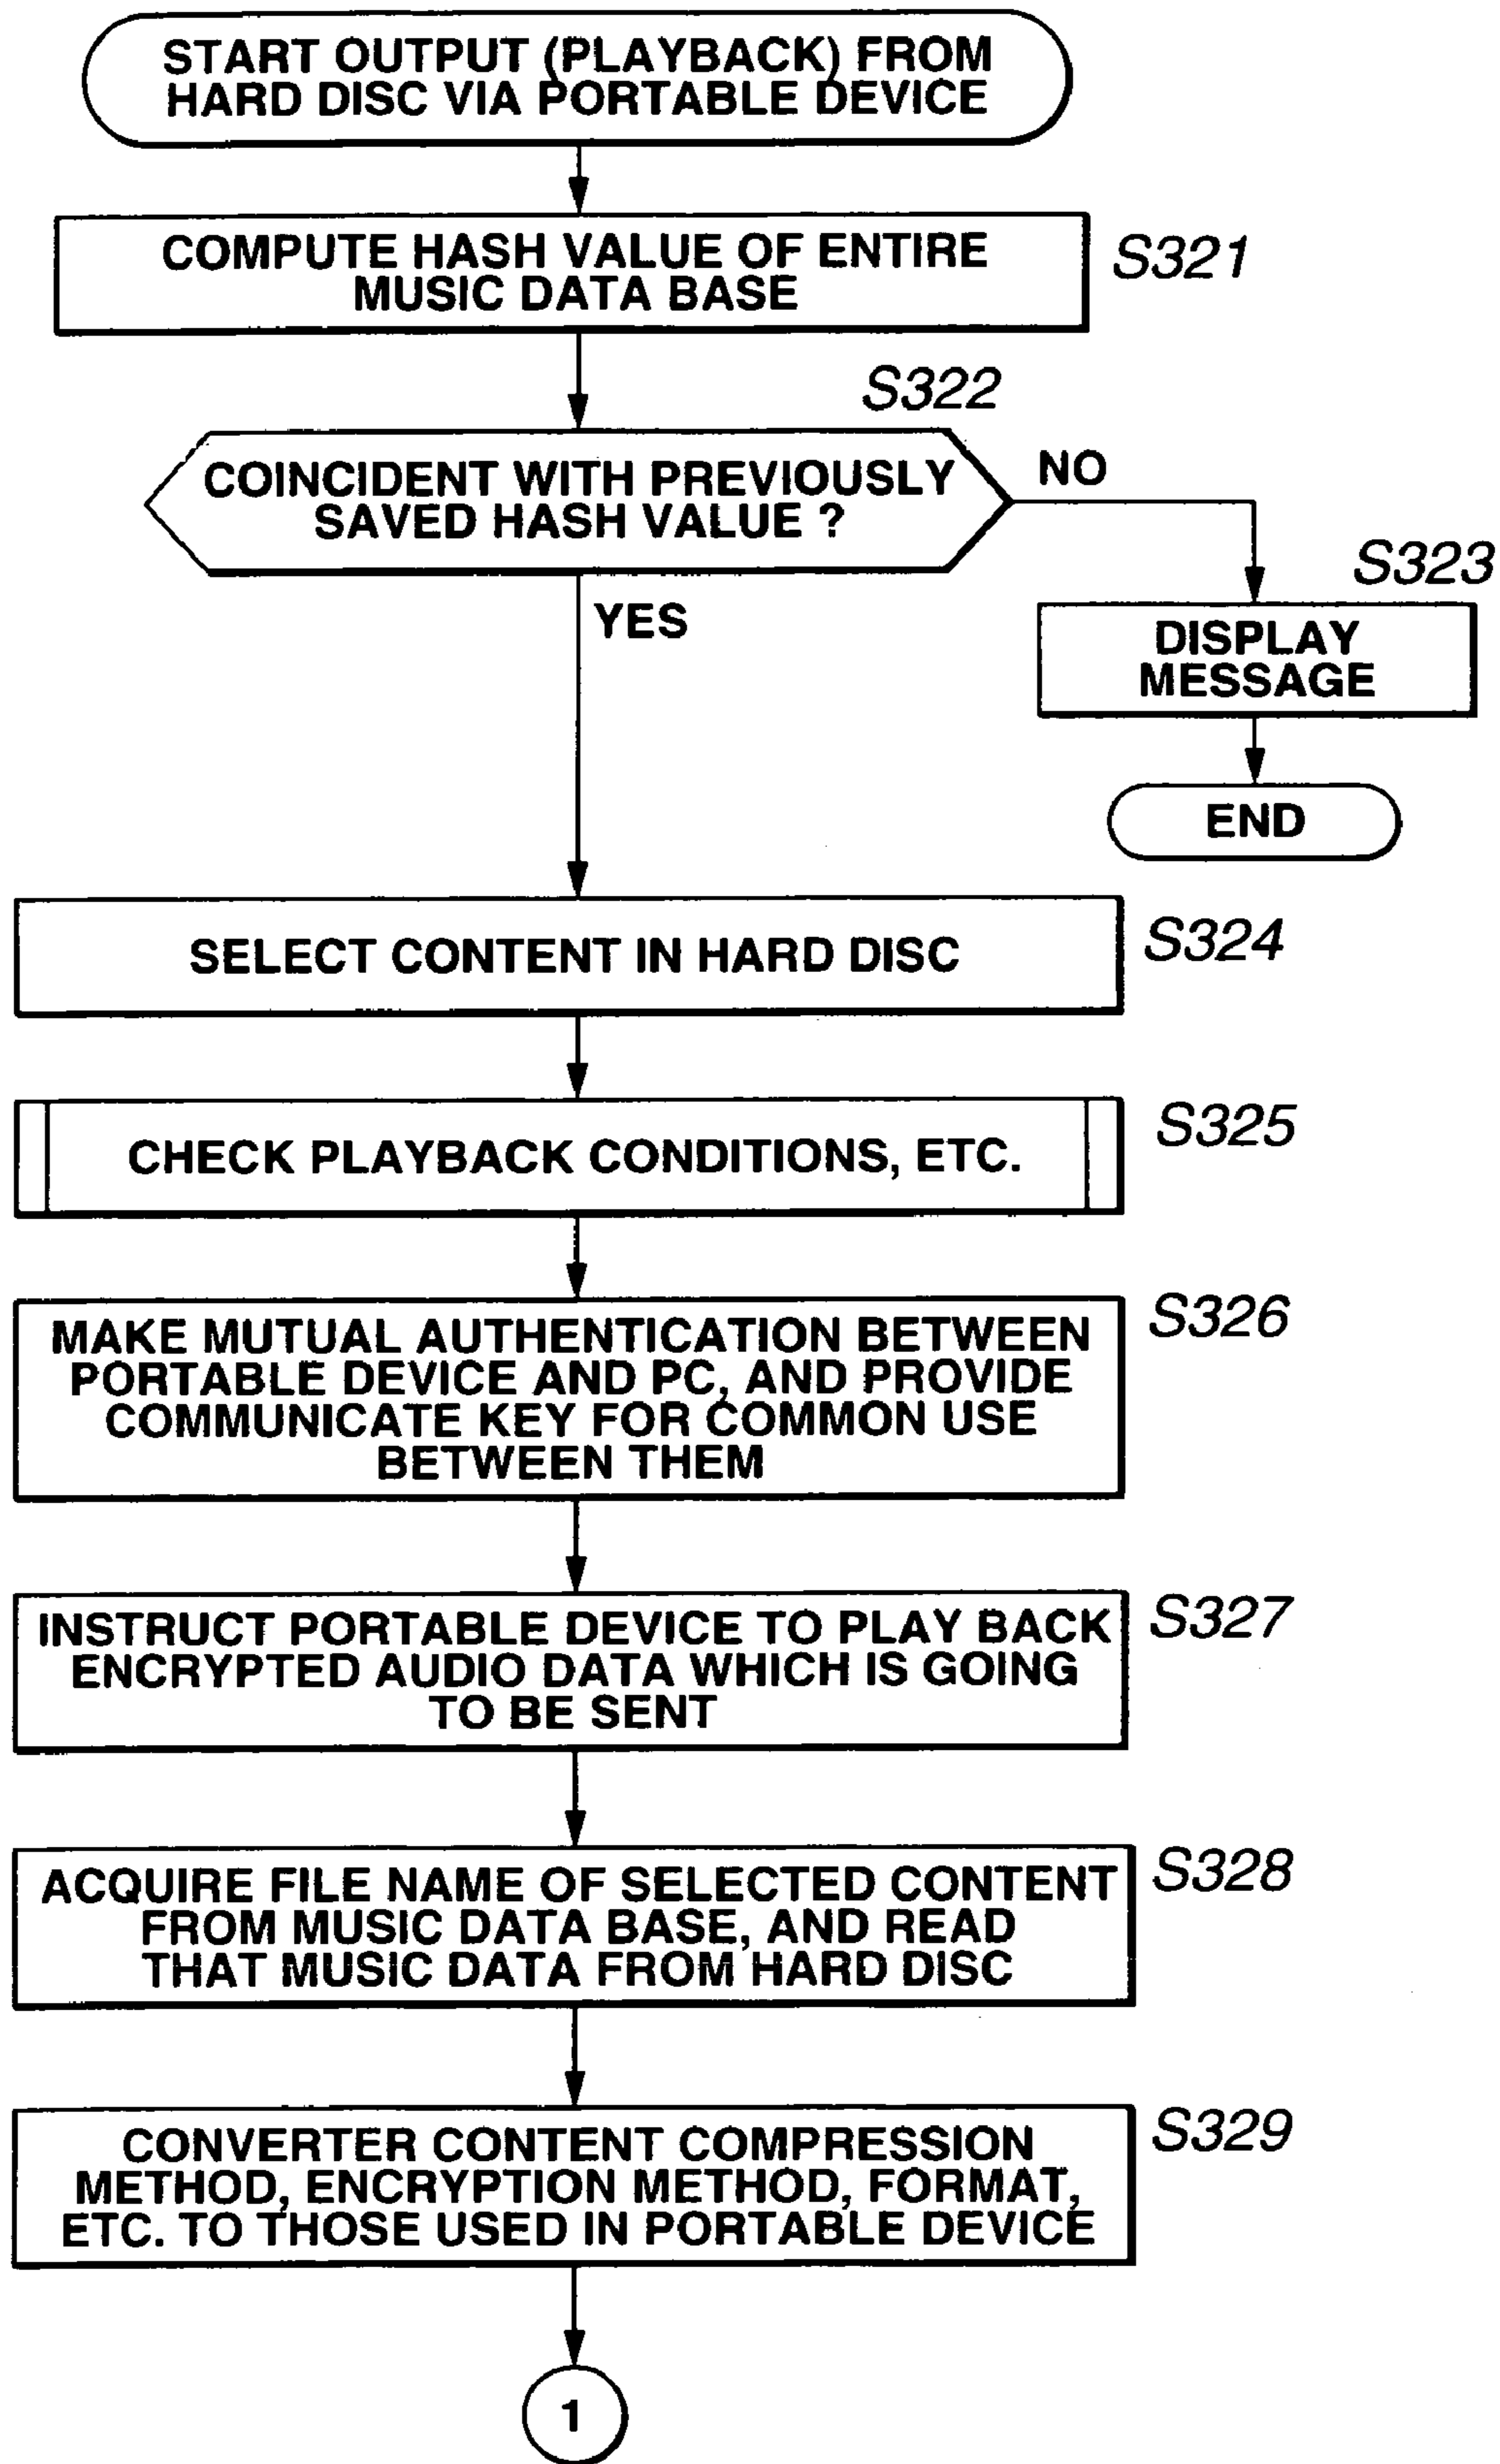 START OUTPUT (PLAYBACK) FROM
HARD DISC VIA PORTABLE DEVICE
COMPUTE HASH VALUE OF ENTIRE
MUSIC DATA BASE
S321
S322
COINCIDENT WITH PREVIOUSLY
SAVED HASH VALUE ?
NO
YES
S323
DISPLAY
MESSAGE
END
SELECT CONTENT IN HARD DISC
S324
CHECK PLAYBACK CONDITIONS, ETC.
S325
MAKE MUTUAL AUTHENTICATION BETWEEN
PORTABLE DEVICE AND PC, AND PROVIDE
COMMUNICATE KEY FOR COMMON USE
BETWEEN THEM
S326
INSTRUCT PORTABLE DEVICE TO PLAY BACK
ENCRYPTED AUDIO DATA WHICH IS GOING
TO BE SENT
S327
ACQUIRE FILE NAME OF SELECTED CONTENT
FROM MUSIC DATA BASE, AND READ
THAT MUSIC DATA FROM HARD DISC
S328
CONVERTER CONTENT COMPRESSION
METHOD, ENCRYPTION METHOD, FORMAT,
ETC. TO THOSE USED IN PORTABLE DEVICE
S329
1